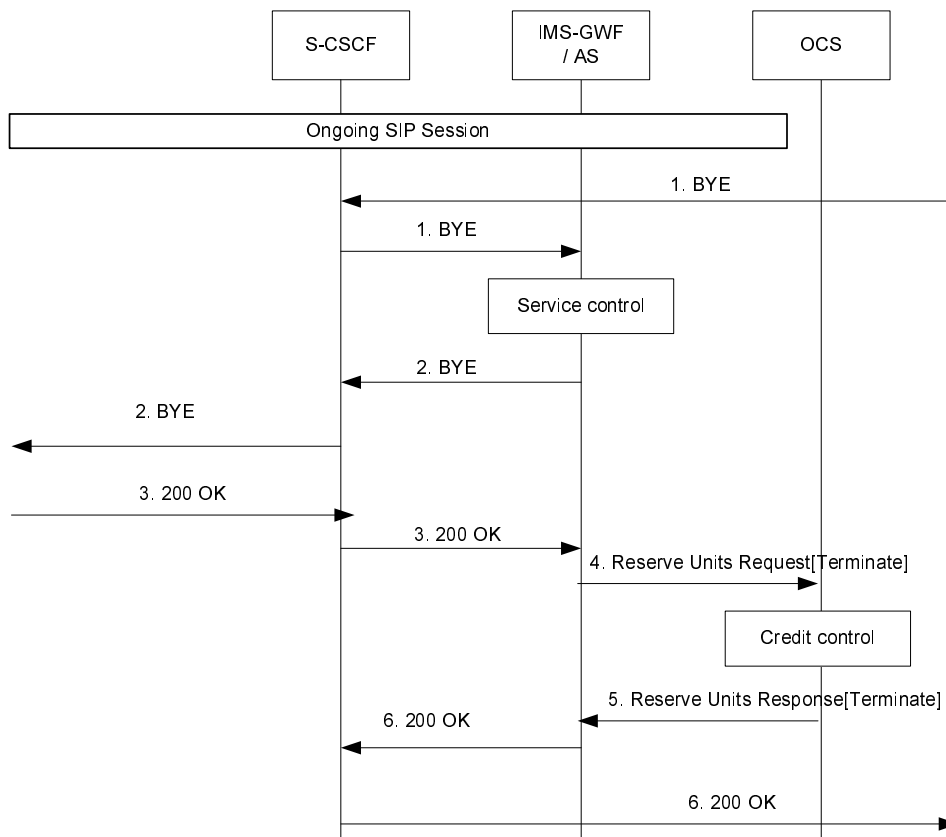 S-CSCF
IMS-GWF
/ AS
OCS
Ongoing SIP Session
1. BYE
1. BYE
Service control
2. BYE
2. BYE
3. 200 OK
3. 200 OK
4. Reserve Units Request[Terminate]
Credit control
5. Reserve Units Response[Terminate]
6. 200 OK
6. 200 OK